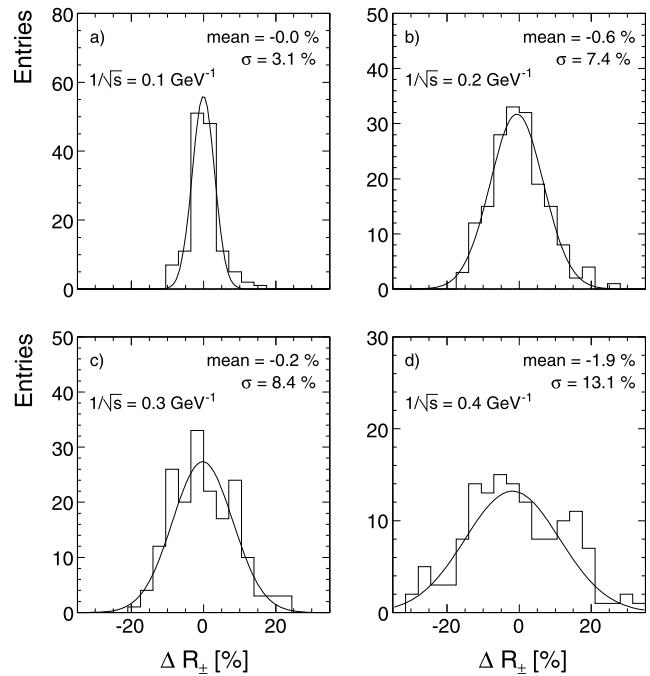 80
60
40
20
0
Entries
a)
mean = -0.0 %
σ = 3.1 %
1/√s = 0.1 GeV⁻¹
50
40
30
20
10
0
b)
mean = -0.6 %
σ = 7.4 %
1/√s = 0.2 GeV⁻¹
50
40
30
20
10
0
Entries
c)
mean = -0.2 %
σ = 8.4 %
1/√s = 0.3 GeV⁻¹
-20 0 20
Δ R± [%]
30
20
10
0
d)
mean = -1.9 %
σ = 13.1 %
1/√s = 0.4 GeV⁻¹
-20 0 20
Δ R± [%]